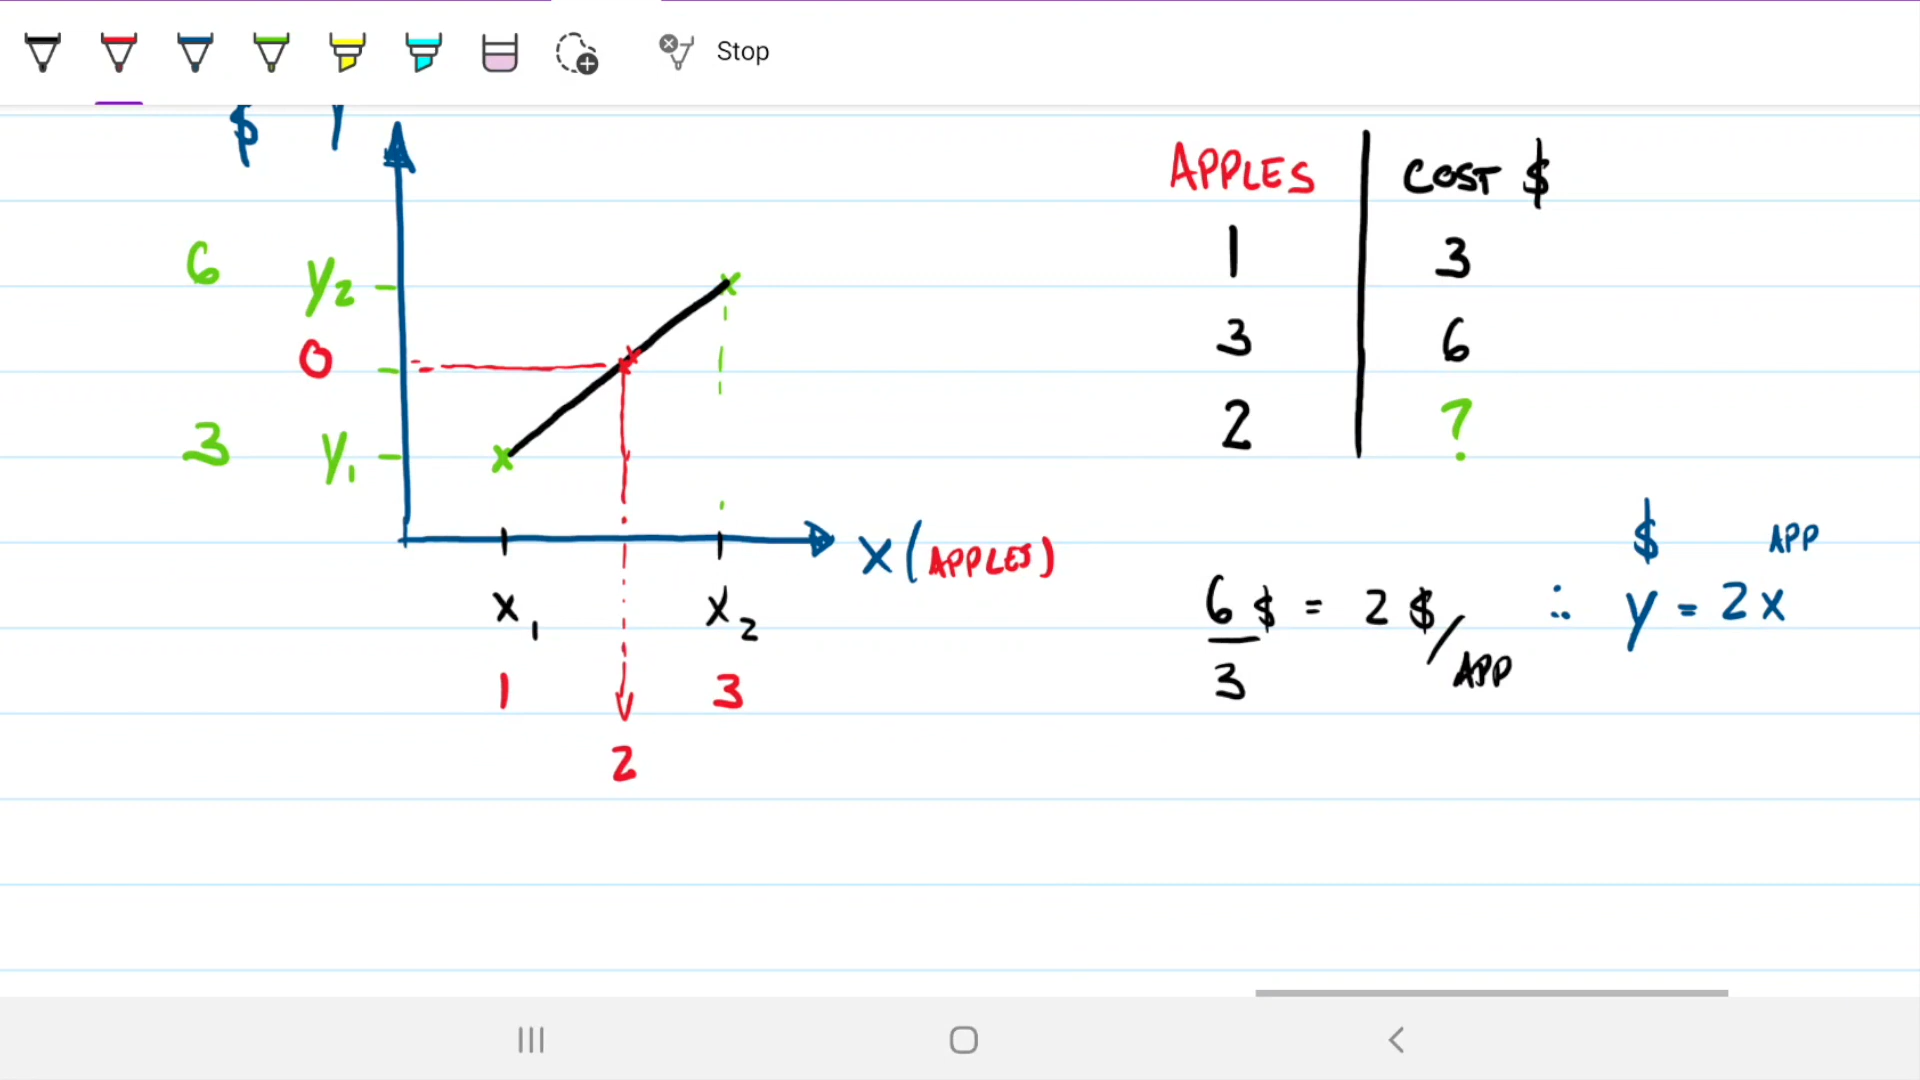 Stop
$ Y
6 y2
0
3 y1
X (APPLES)
x1 x2
1 3
2
APPLES COST $
1 3
3 6
2 ?
$ APP
6 $ = 2 $/APP ∴ y = 2x
3